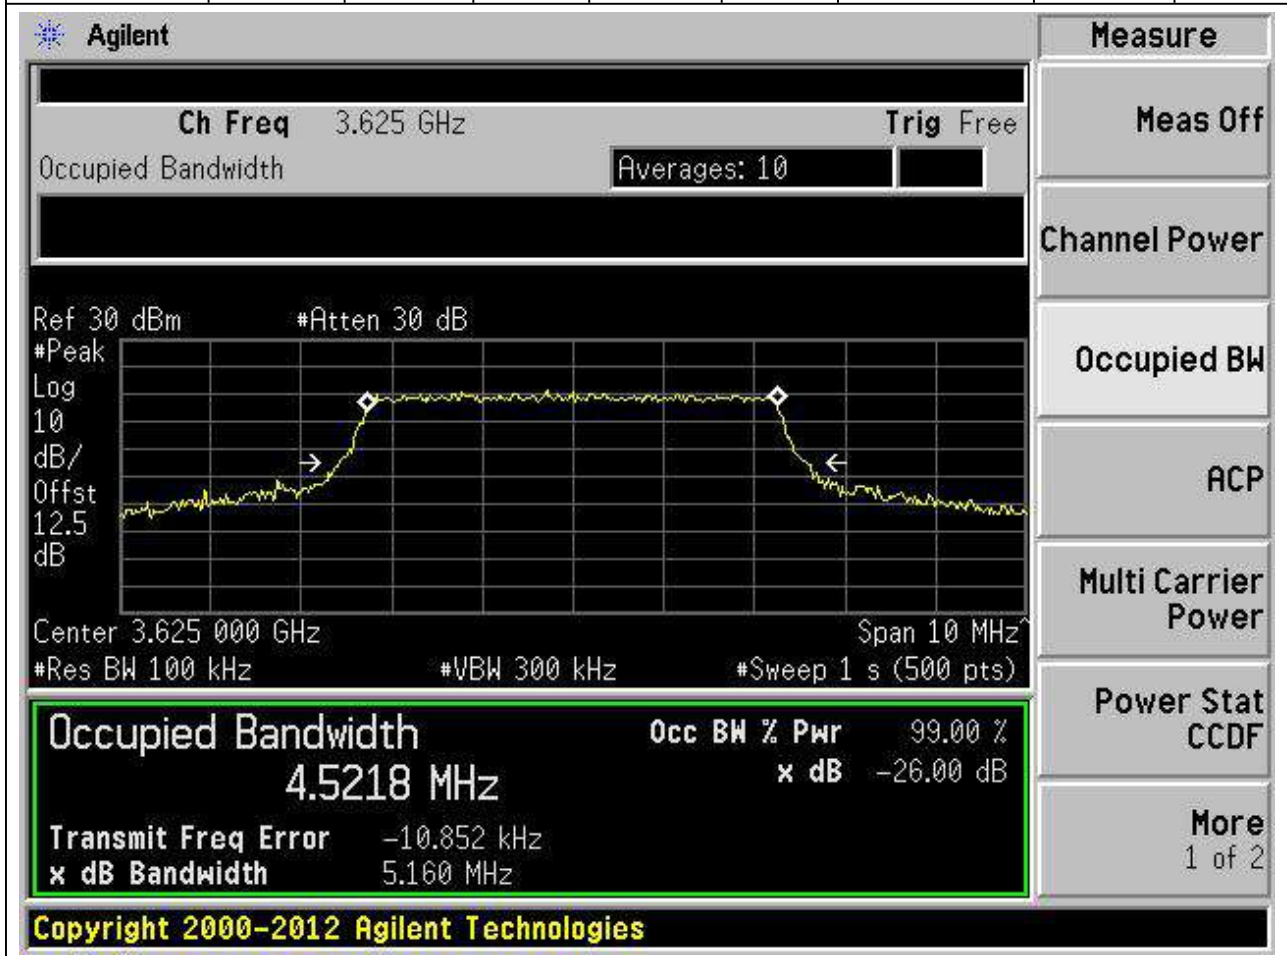 Agilent
Measure
Ch Freq 3.625 GHz Trig Free
Meas Off
Occupied Bandwidth Averages: 10
Channel Power
Ref 30 dBm #Atten 30 dB
#Peak
Log
10
dB/
Offst
12.5
dB
Occupied BW
ACP
Multi Carrier
Power
Center 3.625 000 GHz Span 10 MHz^
#Res BW 100 kHz #VBW 300 kHz #Sweep 1 s (500 pts)
Power Stat
CCDF
Occupied Bandwidth Occ BW % Pwr 99.00 %
4.5218 MHz x dB -26.00 dB
Transmit Freq Error -10.852 kHz
x dB Bandwidth 5.160 MHz
More
1 of 2
Copyright 2000-2012 Agilent Technologies